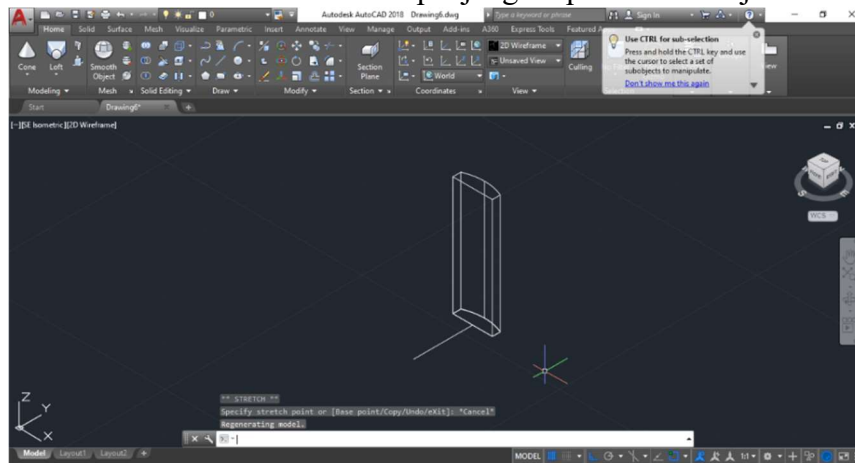 Autodesk AutoCAD 2018 Drawing6.dwg
Type a keyword or phrase
Sign In
Home Solid Surface Mesh Visualize Parametric Insert Annotate View Manage Output Add-ins A360 Express Tools Featured A
Cone Loft Smooth Object Section Plane World 2D Wireframe Unsaved View Culling
Modeling Mesh Solid Editing Draw Modify Section Coordinates View
Use CTRL for sub-selection
Press and hold the CTRL key and use
the cursor to select a set of
subobjects to manipulate.
Don't show me this again
Start Drawing6*
[-][SE Isometric][2D Wireframe]
WCS
** STRETCH **
Specify stretch point or [Base point/Copy/Undo/eXit]: *Cancel*
Regenerating model.
Z
Y
X
Model Layout1 Layout2 +
MODEL 1:1